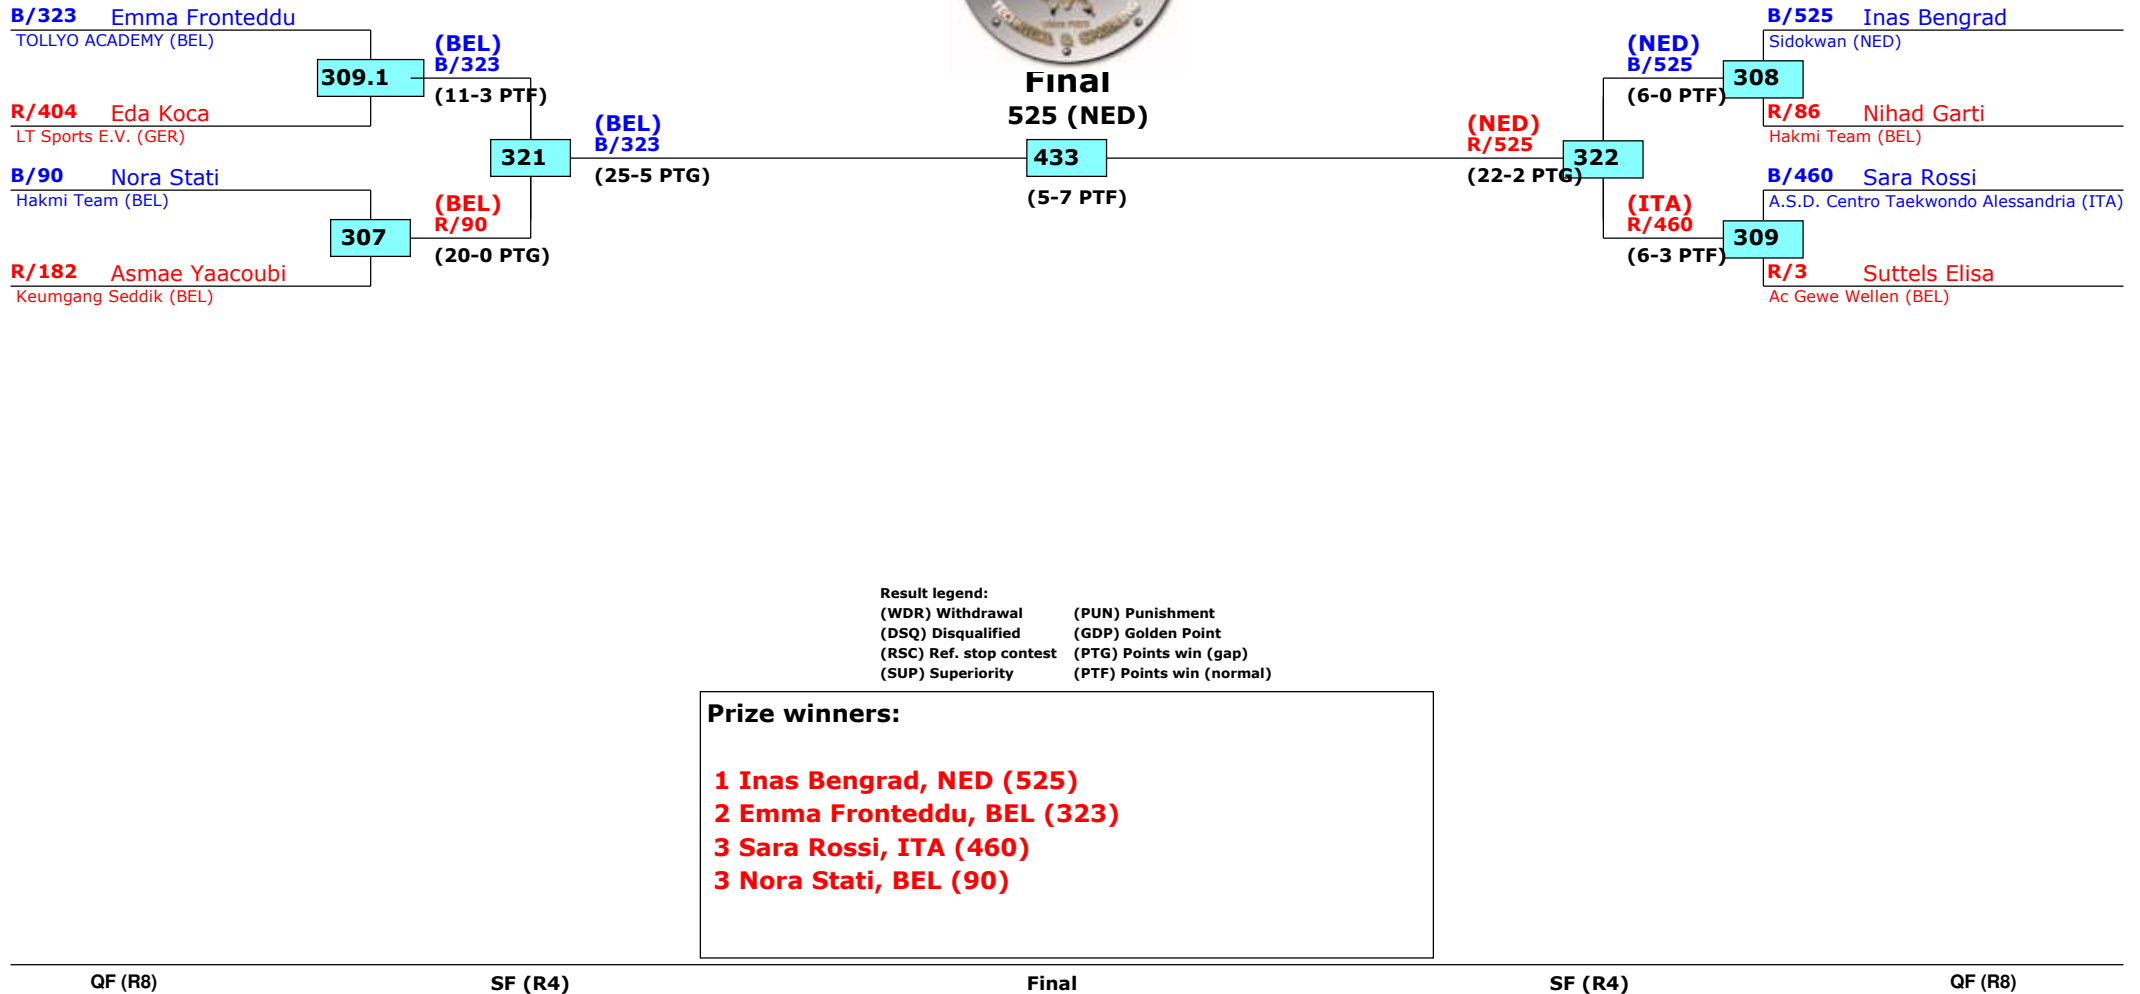 B/323 Emma Fronteddu
TOLLYO ACADEMY (BEL)
309.1
(BEL)
B/323
(11-3 PTF)
R/404 Eda Koca
LT Sports E.V. (GER)
321
(BEL)
B/323
(25-5 PTG)
B/90 Nora Stati
Hakmi Team (BEL)
307
(BEL)
R/90
(20-0 PTG)
R/182 Asmae Yaacoubi
Keumgang Seddik (BEL)
Final
525 (NED)
433
(5-7 PTF)
B/525 Inas Bengrad
Sidokwan (NED)
(NED)
B/525
308
(6-0 PTF)
R/86 Nihad Garti
Hakmi Team (BEL)
(NED)
R/525
322
(22-2 PTG)
B/460 Sara Rossi
A.S.D. Centro Taekwondo Alessandria (ITA)
(ITA)
R/460
309
(6-3 PTF)
R/3 Suttels Elisa
Ac Gewe Wellen (BEL)
Result legend:
(WDR) Withdrawal (PUN) Punishment
(DSQ) Disqualified (GDP) Golden Point
(RSC) Ref. stop contest (PTG) Points win (gap)
(SUP) Superiority (PTF) Points win (normal)
Prize winners:
1 Inas Bengrad, NED (525)
2 Emma Fronteddu, BEL (323)
3 Sara Rossi, ITA (460)
3 Nora Stati, BEL (90)
QF (R8) SF (R4) Final SF (R4) QF (R8)